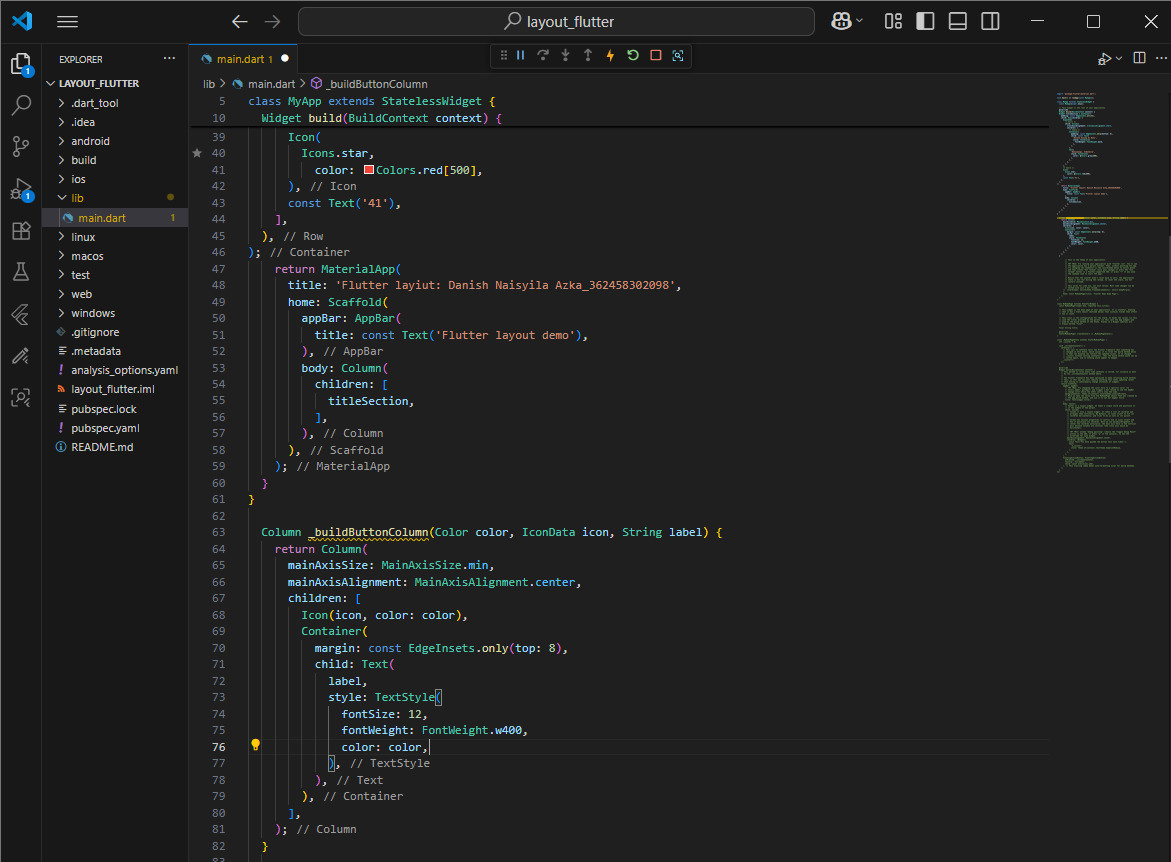 layout_flutter
EXPLORER
LAYOUT_FLUTTER
.dart_tool
.idea
android
build
ios
lib
main.dart 1
linux
macos
test
web
windows
.gitignore
.metadata
analysis_options.yaml
layout_flutter.iml
pubspec.lock
pubspec.yaml
README.md
1
1
main.dart 1
lib > main.dart > _buildButtonColumn
5 class MyApp extends StatelessWidget {
10 Widget build(BuildContext context) {
39 Icon(
40 Icons.star,
41 color: Colors.red[500],
42 ), // Icon
43 const Text('41'),
44 ],
45 ), // Row
46 ); // Container
47 return MaterialApp(
48 title: 'Flutter layiut: Danish Naisyila Azka_362458302098',
49 home: Scaffold(
50 appBar: AppBar(
51 title: const Text('Flutter layout demo'),
52 ), // AppBar
53 body: Column(
54 children: [
55 titleSection,
56 ],
57 ), // Column
58 ), // Scaffold
59 ); // MaterialApp
60 }
61 }
62
63 Column _buildButtonColumn(Color color, IconData icon, String label) {
64 return Column(
65 mainAxisSize: MainAxisSize.min,
66 mainAxisAlignment: MainAxisAlignment.center,
67 children: [
68 Icon(icon, color: color),
69 Container(
70 margin: const EdgeInsets.only(top: 8),
71 child: Text(
72 label,
73 style: TextStyle(
74 fontSize: 12,
75 fontWeight: FontWeight.w400,
76 color: color,
77 ), // TextStyle
78 ), // Text
79 ), // Container
80 ],
81 ); // Column
82 }